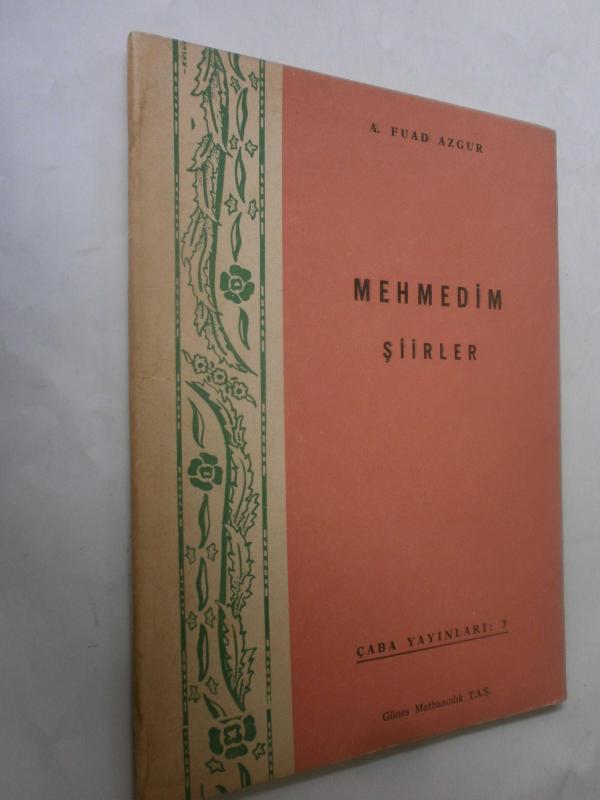 A. FUAD AZGUR
MEHMEDİM
ŞİİRLER
ÇABA YAYINLARI: 3
Güneş Matbaacılık T.A.Ş.